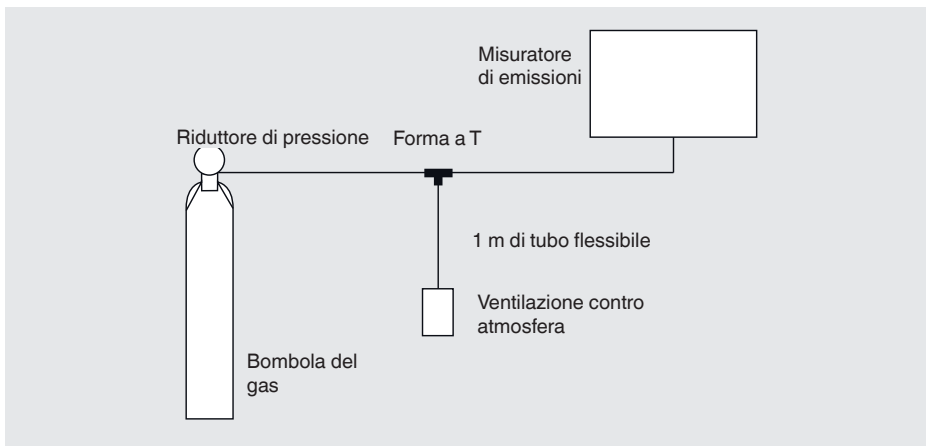 Misuratore
di emissioni
Riduttore di pressione
Forma a T
1 m di tubo flessibile
Ventilazione contro
atmosfera
Bombola del
gas